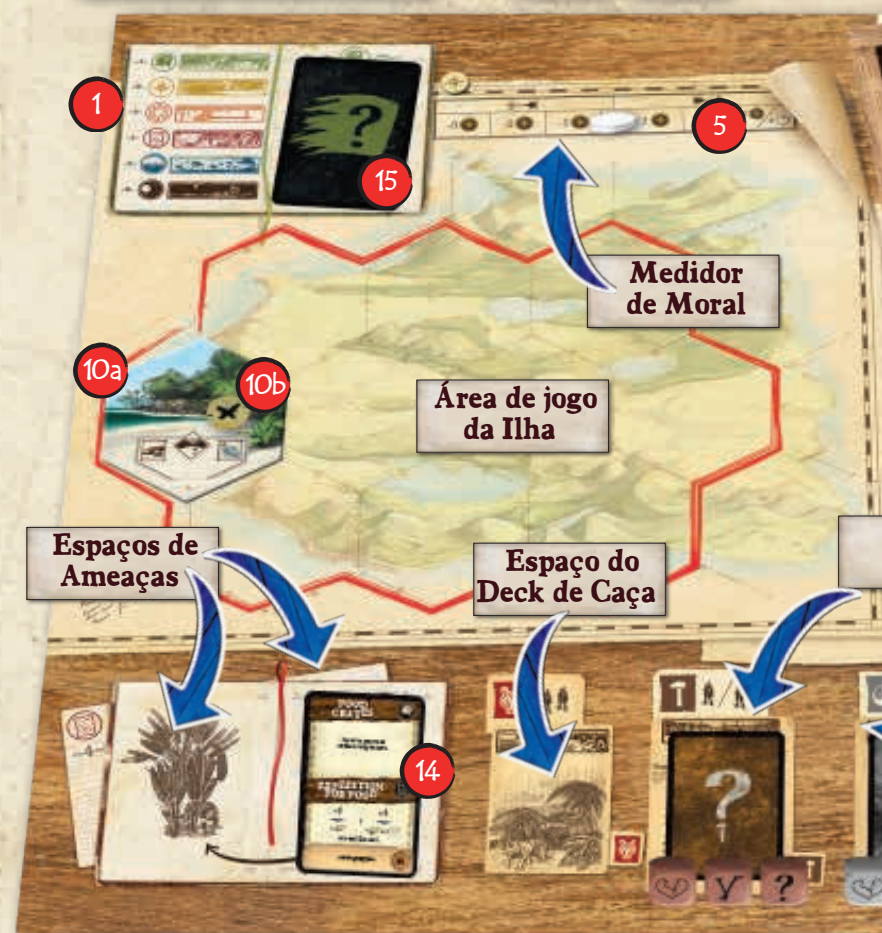 1
5
15
Medidor
de Moral
10a
10b
Área de jogo
da Ilha
Espaços de
Ameaças
Espaço do
Deck de Caça
14
?
?
?